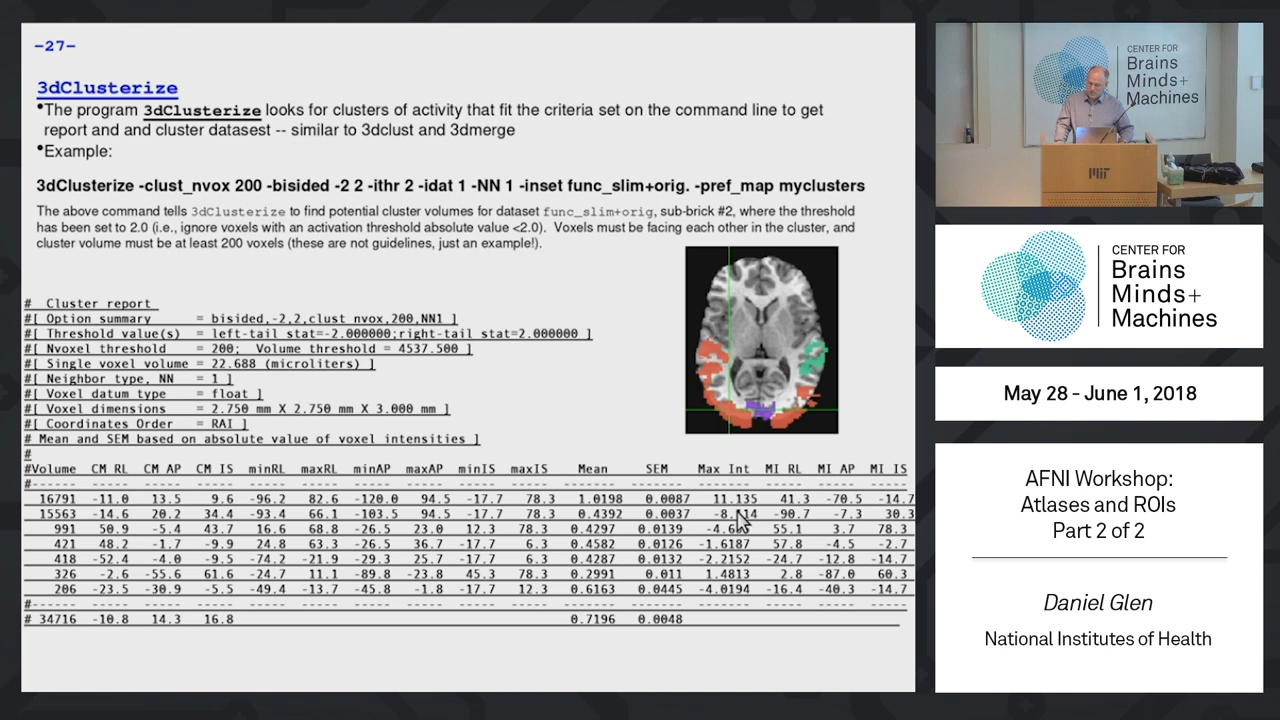 -27-
3dClusterize
•The program 3dClusterize looks for clusters of activity that fit the criteria set on the command line to get
report and and cluster datasest -- similar to 3dclust and 3dmerge
•Example:
3dClusterize -clust_nvox 200 -bisided -2 2 -ithr 2 -idat 1 -NN 1 -inset func_slim+orig. -pref_map myclusters
The above command tells 3dClusterize to find potential cluster volumes for dataset func_slim+orig, sub-brick #2, where the threshold
has been set to 2.0 (i.e., ignore voxels with an activation threshold absolute value <2.0). Voxels must be facing each other in the cluster, and
cluster volume must be at least 200 voxels (these are not guidelines, just an example!).
# Cluster report
#[ Option summary = bisided,-2,2,clust_nvox,200,NN1 ]
#[ Threshold value(s) = left-tail stat=-2.000000;right-tail stat=2.000000 ]
#[ Nvoxel threshold = 200; Volume threshold = 4537.500 ]
#[ Single voxel volume = 22.688 (microliters) ]
#[ Neighbor type, NN = 1 ]
#[ Voxel datum type = float ]
#[ Voxel dimensions = 2.750 mm X 2.750 mm X 3.000 mm ]
#[ Coordinates Order = RAI ]
# Mean and SEM based on absolute value of voxel intensities ]
#
#Volume CM RL CM AP CM IS minRL maxRL minAP maxAP minIS maxIS Mean SEM Max Int MI RL MI AP MI IS
#------ ----- ----- ----- ----- ----- ----- ----- ----- ----- ----- ----- ----- ----- ----- -----
16791 -11.0 13.5 9.6 -96.2 82.6 -120.0 94.5 -17.7 78.3 1.0198 0.0087 11.135 41.3 -70.5 -14.7
15563 -14.6 20.2 34.4 -93.4 66.1 -103.5 94.5 -17.7 78.3 0.4392 0.0037 -90.7 -7.3 30.3
991 50.9 -5.4 43.7 16.6 68.8 -26.5 23.0 12.3 78.3 0.4297 0.0139 55.1 3.7 78.3
421 48.2 -1.7 -9.9 24.8 63.3 -26.5 36.7 -17.7 6.3 0.4582 0.0126 -1.6187 57.8 -4.5 -2.7
418 -52.4 -4.0 -9.5 -74.2 -21.9 -29.3 25.7 -17.7 6.3 0.4287 0.0132 -2.2152 -24.7 -12.8 -14.7
326 -2.6 -55.6 61.6 -24.7 11.1 -89.8 -23.8 45.3 78.3 0.2991 0.011 1.4813 2.8 -87.0 60.3
206 -23.5 -30.9 -5.5 -49.4 -13.7 -45.8 -1.8 -17.7 12.3 0.6163 0.0445 -4.0194 -16.4 -40.3 -14.7
#------ ----- ----- ----- ----- ----- ----- ----- ----- ----- ----- ----- ----- ----- ----- -----
# 34716 -10.8 14.3 16.8 0.7196 0.0048
CENTER FOR
Brains
Minds+
Machines
MIT
CENTER FOR
Brains
Minds+
Machines
May 28 - June 1, 2018
AFNI Workshop:
Atlases and ROIs
Part 2 of 2
Daniel Glen
National Institutes of Health